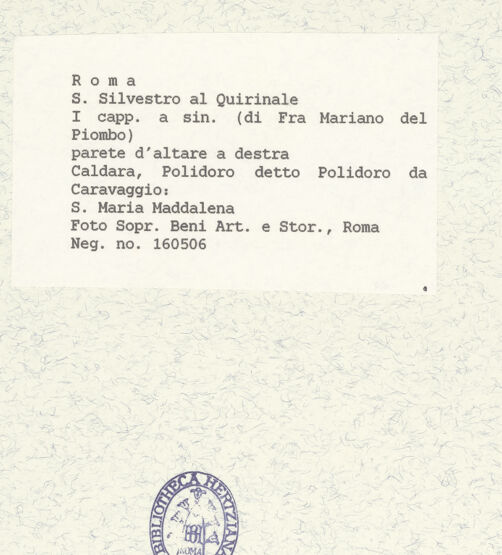 R o m a
S. Silvestro al Quirinale
I capp. a sin. (di Fra Mariano del
Piombo)
parete d'altare a destra
Caldara, Polidoro detto Polidoro da
Caravaggio:
S. Maria Maddalena
Foto Sopr. Beni Art. e Stor., Roma
Neg. no. 160506
BIBLIOTHECA HERTZIANA
ROMA